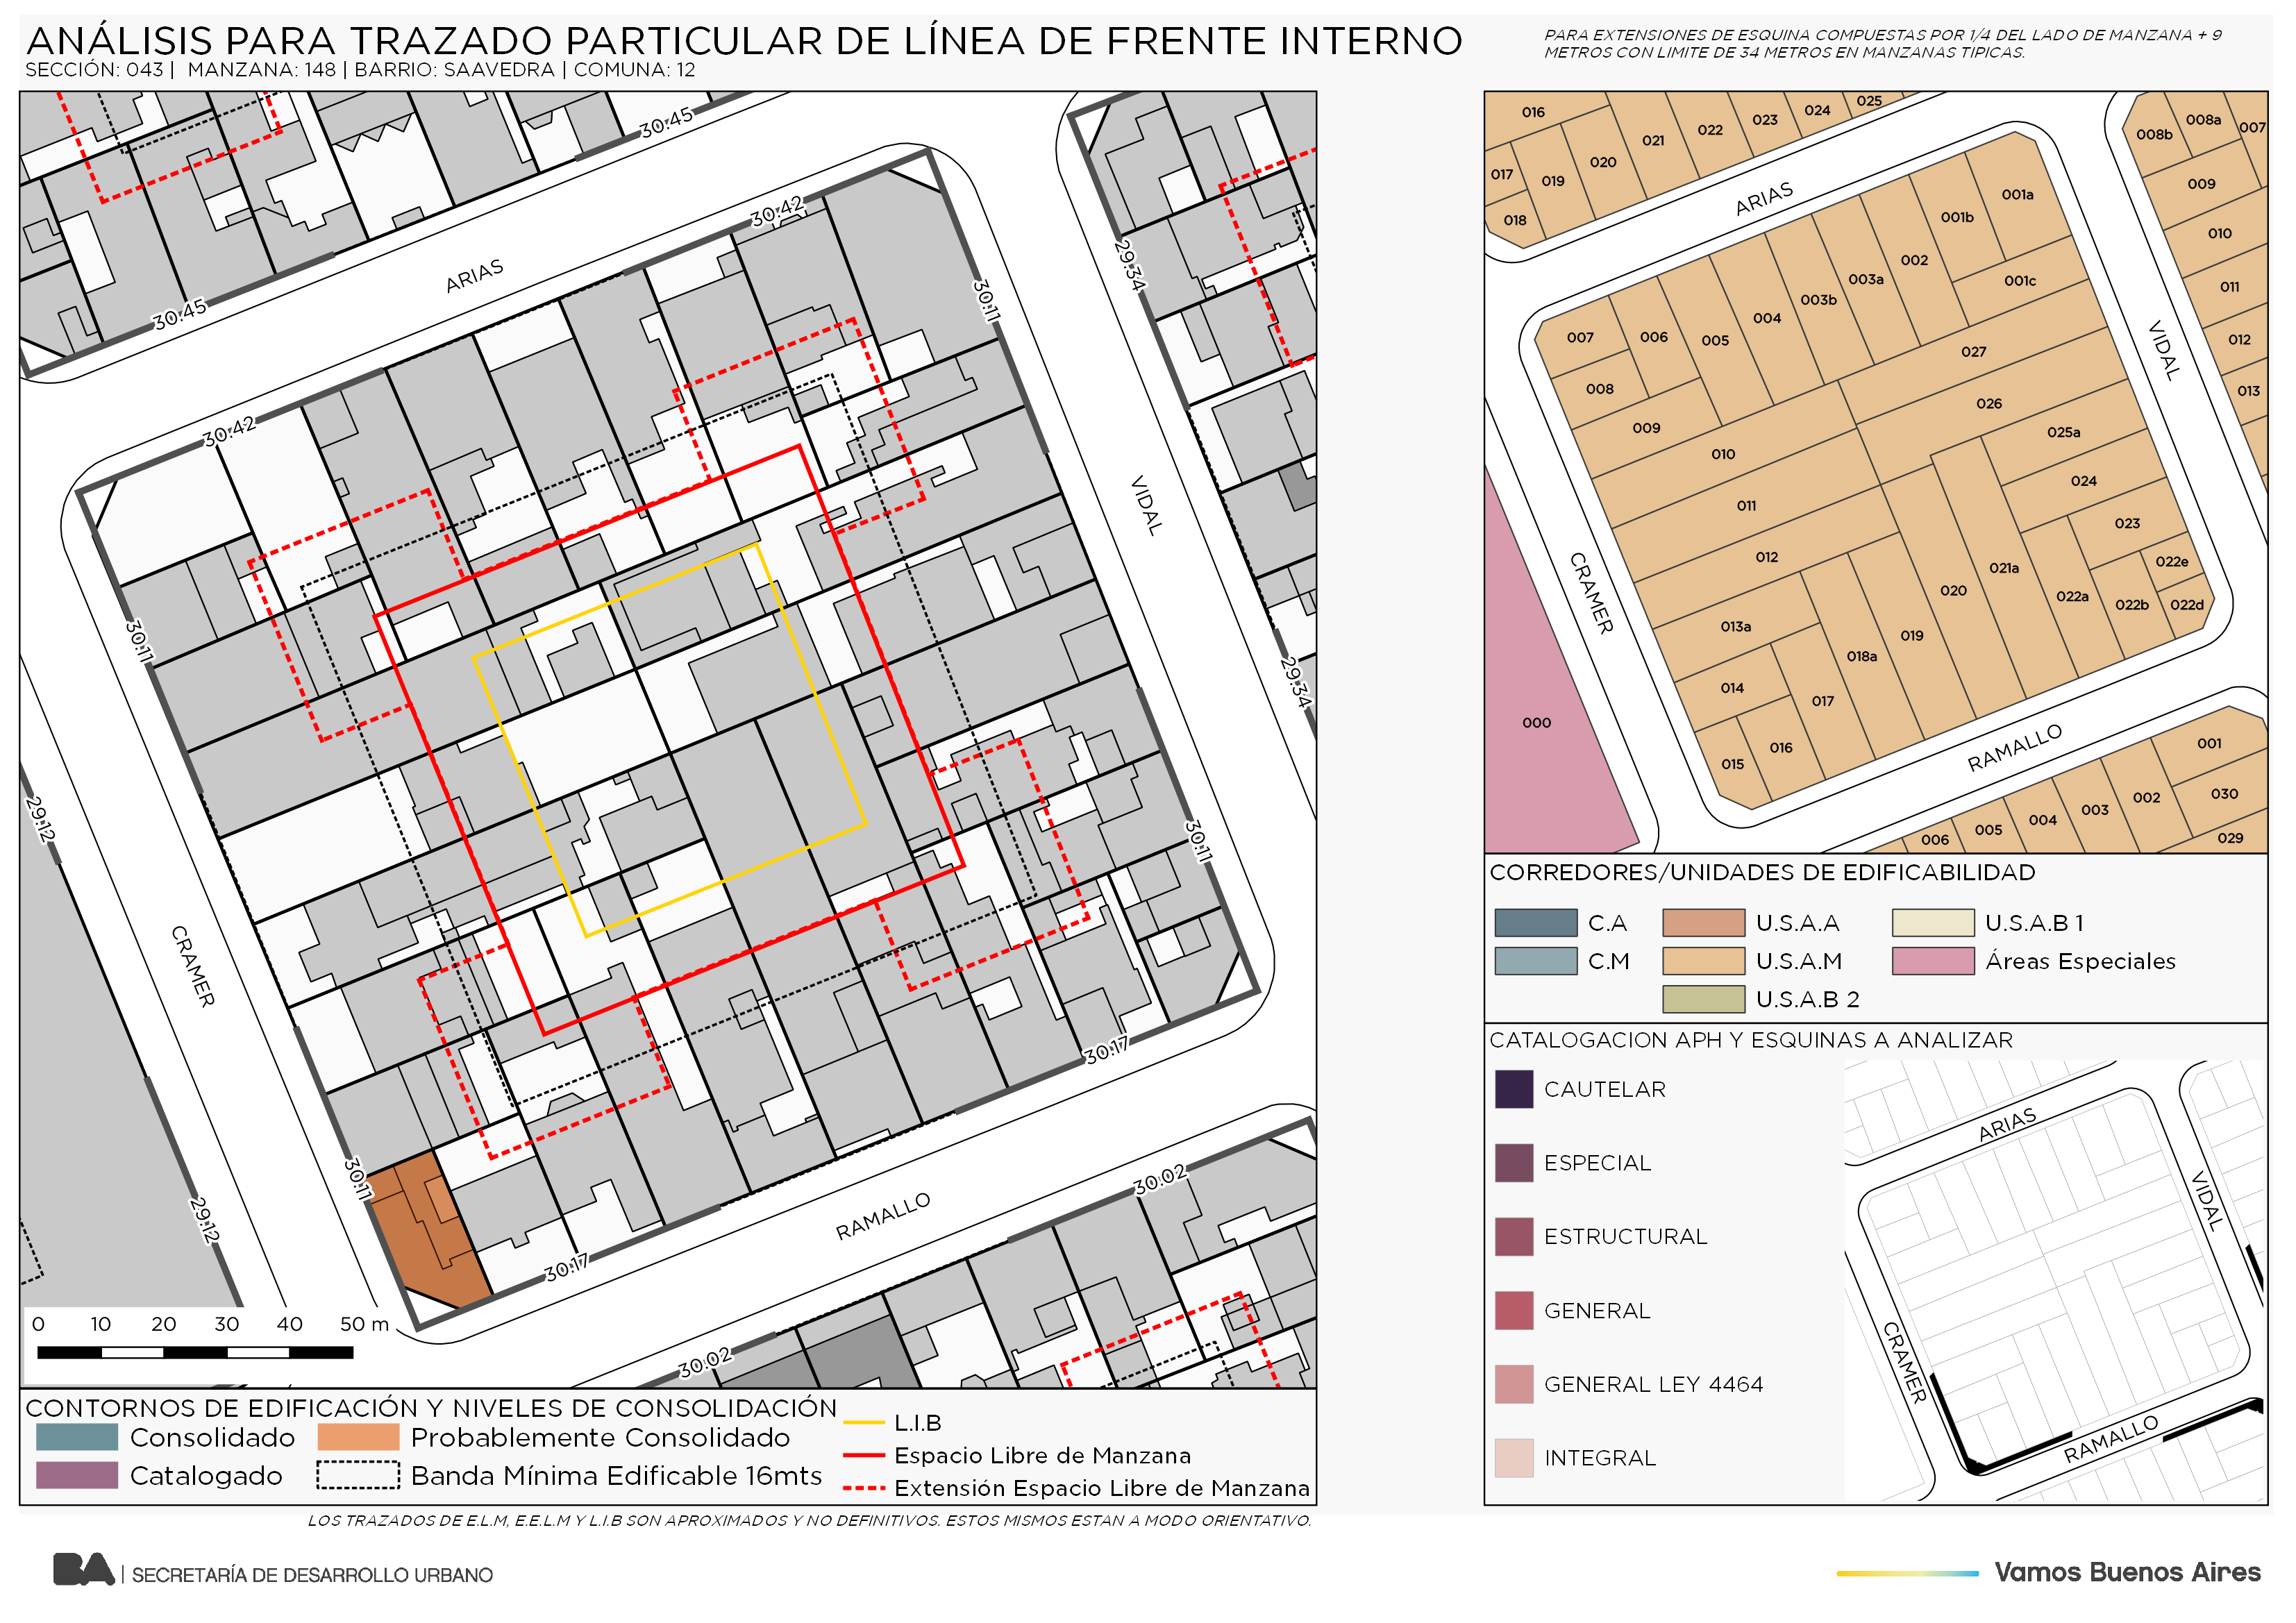 ANÁLISIS PARA TRAZADO PARTICULAR DE LÍNEA DE FRENTE INTERNO
SECCIÓN: 043 | MANZANA: 148 | BARRIO: SAAVEDRA | COMUNA: 12
PARA EXTENSIONES DE ESQUINA COMPUESTAS POR 1/4 DEL LADO DE MANZANA + 9
METROS CON LIMITE DE 34 METROS EN MANZANAS TIPICAS.
30.45
30.45
ARIAS
30.42
30.42
30.11
29.34
VIDAL
30.11
29.34
29.12
CRAMER
30.11
30.17
30.11
29.12
RAMALLO
30.02
30.17
30.02
0 10 20 30 40 50 m
CONTORNOS DE EDIFICACIÓN Y NIVELES DE CONSOLIDACIÓN
Consolidado
Probablemente Consolidado
Catalogado
Banda Mínima Edificable 16mts
L.I.B
Espacio Libre de Manzana
Extensión Espacio Libre de Manzana
LOS TRAZADOS DE E.L.M, E.E.L.M Y L.I.B SON APROXIMADOS Y NO DEFINITIVOS. ESTOS MISMOS ESTAN A MODO ORIENTATIVO.
016
021
022
023
024
025
008b
008a
007
017
019
020
018
ARIAS
001a
001b
009
010
002
001c
003a
003b
004
005
006
007
008
009
027
011
012
013
VIDAL
026
025a
024
023
010
011
012
022e
022d
022b
022a
021a
020
019
018a
017
013a
014
015
016
CRAMER
000
RAMALLO
001
002
003
004
005
006
030
029
CORREDORES/UNIDADES DE EDIFICABILIDAD
C.A
U.S.A.A
U.S.A.B 1
C.M
U.S.A.M
Áreas Especiales
U.S.A.B 2
CATALOGACION APH Y ESQUINAS A ANALIZAR
CAUTELAR
ESPECIAL
ESTRUCTURAL
GENERAL
GENERAL LEY 4464
INTEGRAL
ARIAS
VIDAL
CRAMER
RAMALLO
BA | SECRETARÍA DE DESARROLLO URBANO
Vamos Buenos Aires